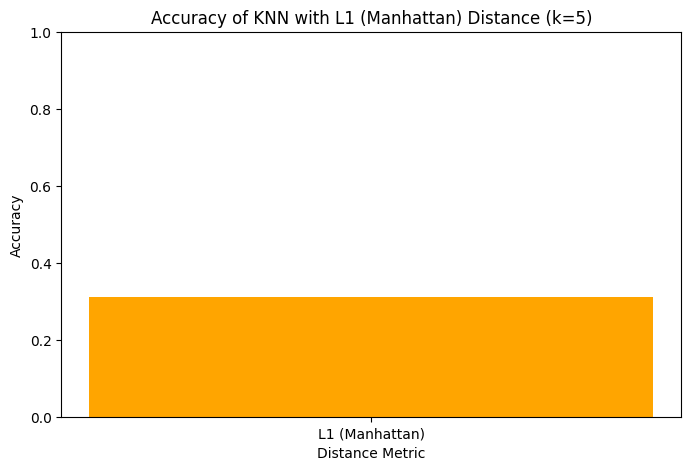 Accuracy of KNN with L1 (Manhattan) Distance (k=5)
1.0
0.8
0.6
0.4
0.2
0.0
Accuracy
L1 (Manhattan)
Distance Metric